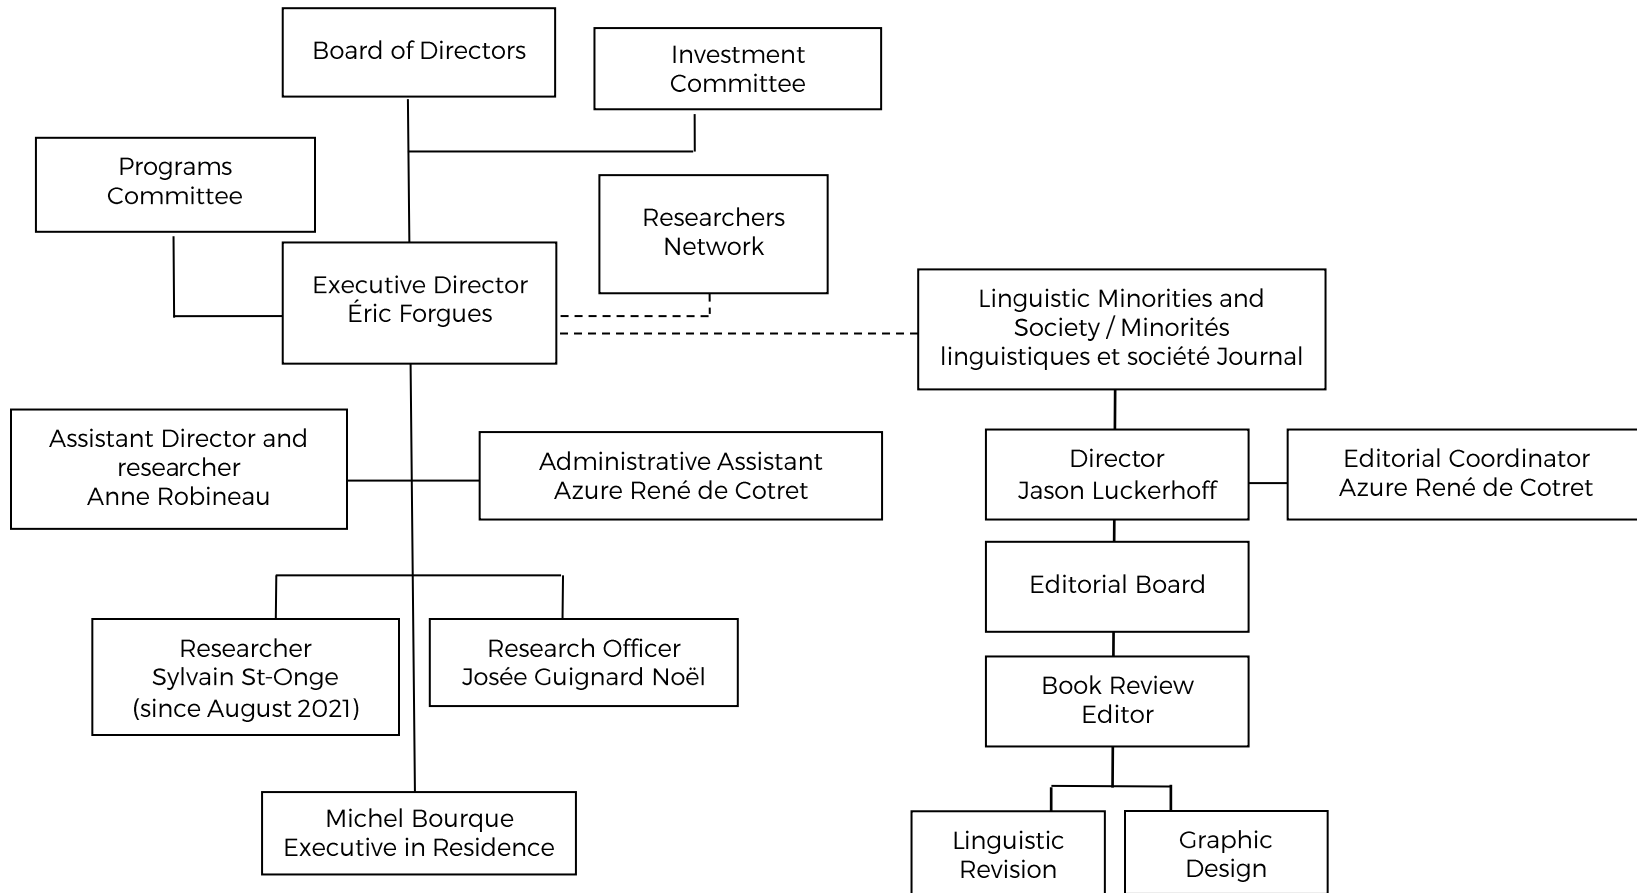 Board of Directors
Investment
Committee
Programs
Committee
Researchers
Network
Executive Director
Éric Forgues
Linguistic Minorities and
Society / Minorités
linguistiques et société Journal
Assistant Director and
researcher
Anne Robineau
Administrative Assistant
Azure René de Cotret
Director
Jason Luckerhoff
Editorial Coordinator
Azure René de Cotret
Editorial Board
Researcher
Sylvain St-Onge
(since August 2021)
Research Officer
Josée Guignard Noël
Book Review
Editor
Michel Bourque
Executive in Residence
Linguistic
Revision
Graphic
Design